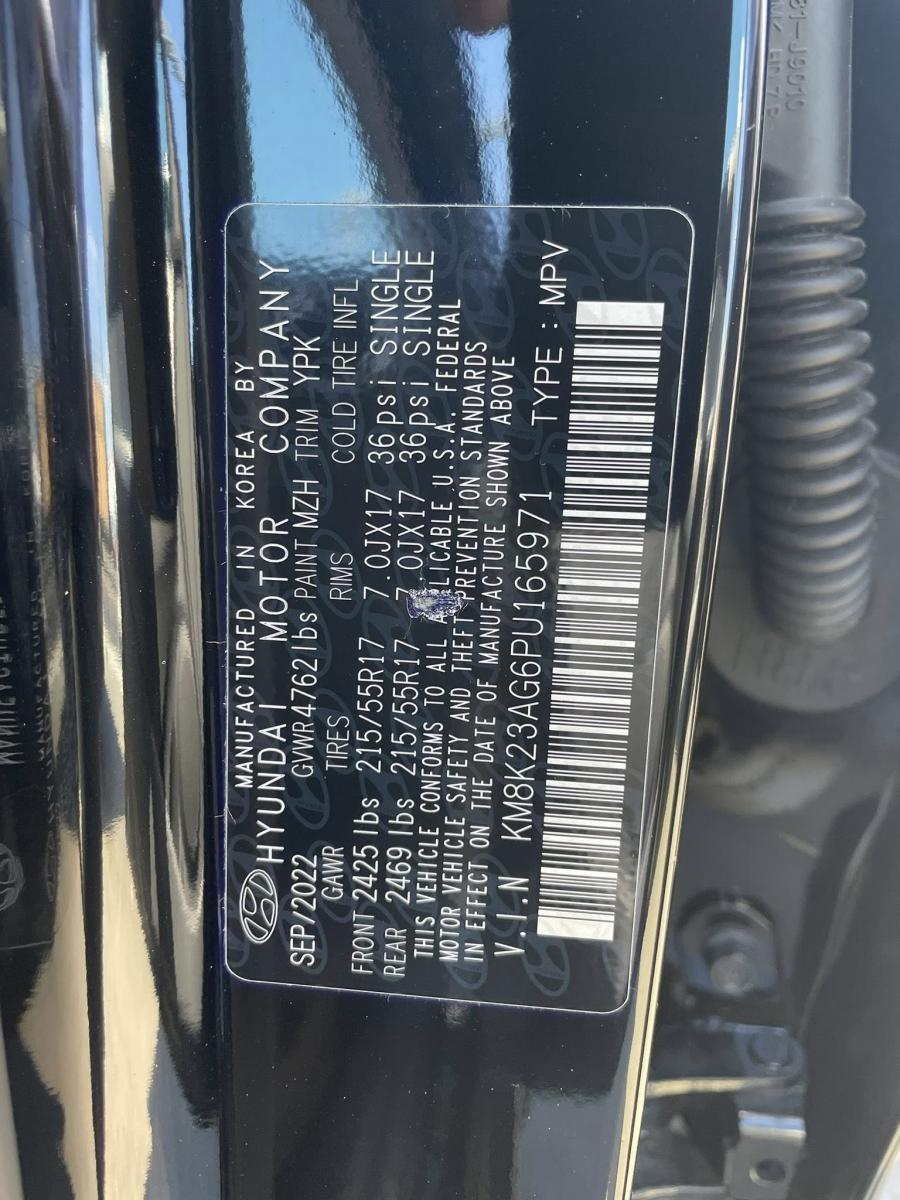 MANUFACTURED IN KOREA BY
HYUNDAI MOTOR COMPANY
SEP/2022 GVWR 4762 lbs PAINT MZH TRIM YPK
GAWR TIRES RIMS COLD TIRE INFL
FRONT 2425 lbs 215/55R17 7.0JX17 36psi SINGLE
REAR 2469 lbs 215/55R17 7.0JX17 36psi SINGLE
THIS VEHICLE CONFORMS TO ALL APPLICABLE U.S.A. FEDERAL
MOTOR VEHICLE SAFETY AND THEFT PREVENTION STANDARDS
IN EFFECT ON THE DATE OF MANUFACTURE SHOWN ABOVE
V.I.N KM8K23AG6PU165971 TYPE : MPV